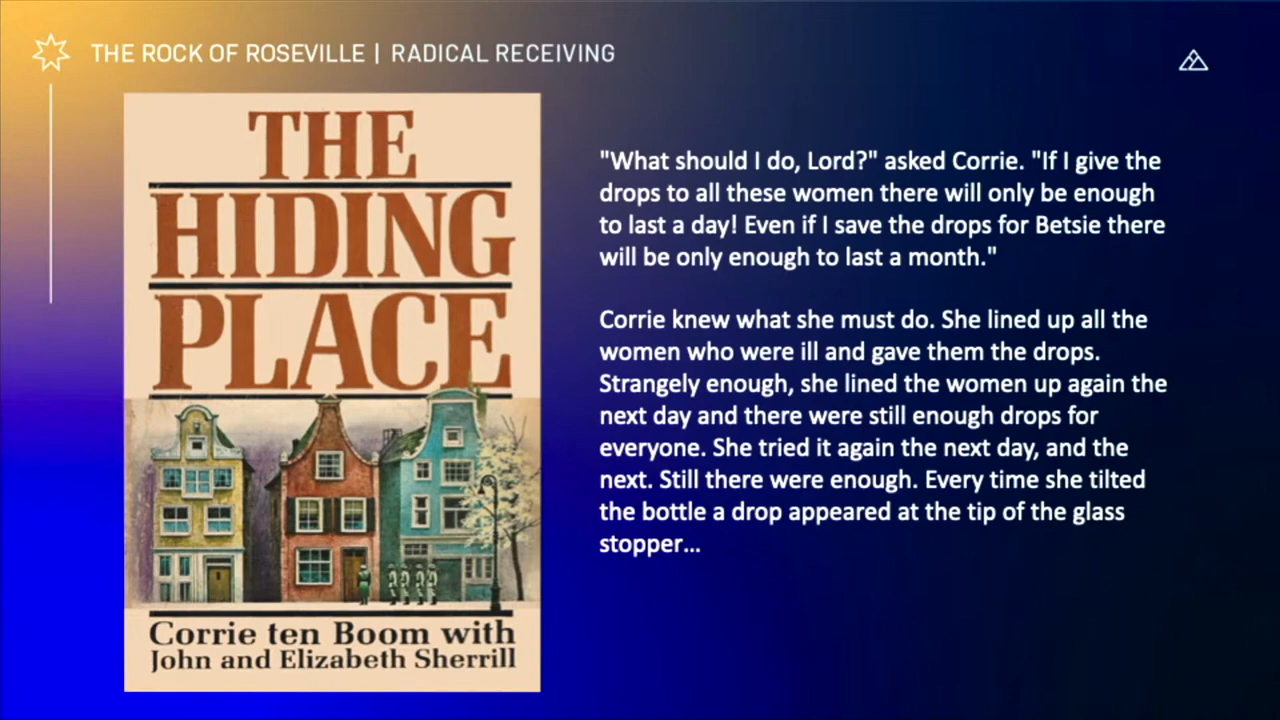 THE ROCK OF ROSEVILLE | RADICAL RECEIVING
THE
HIDING
PLACE
Corrie ten Boom with
John and Elizabeth Sherrill
"What should I do, Lord?" asked Corrie. "If I give the
drops to all these women there will only be enough
to last a day! Even if I save the drops for Betsie there
will be only enough to last a month."
Corrie knew what she must do. She lined up all the
women who were ill and gave them the drops.
Strangely enough, she lined the women up again the
next day and there were still enough drops for
everyone. She tried it again the next day, and the
next. Still there were enough. Every time she tilted
the bottle a drop appeared at the tip of the glass
stopper...